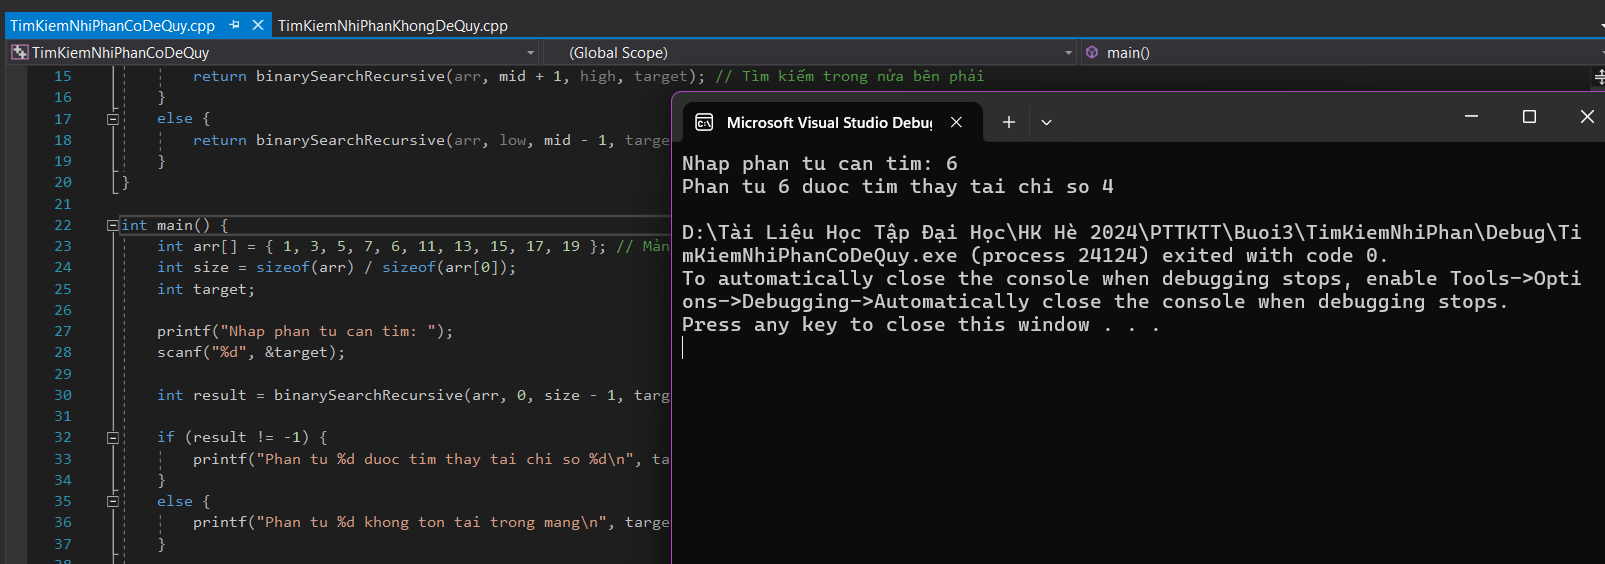 TimKiemNhiPhanCoDeQuy.cpp TimKiemNhiPhanKhongDeQuy.cpp
TimKiemNhiPhanCoDeQuy (Global Scope) main()
15 return binarySearchRecursive(arr, mid + 1, high, target); // Tìm kiếm trong nửa bên phải
16 }
17 else {
18 return binarySearchRecursive(arr, low, mid - 1, targe
19 }
20 }
21
22 int main() {
23 int arr[] = { 1, 3, 5, 7, 6, 11, 13, 15, 17, 19 }; // Mản
24 int size = sizeof(arr) / sizeof(arr[0]);
25 int target;
26
27 printf("Nhap phan tu can tim: ");
28 scanf("%d", &target);
29
30 int result = binarySearchRecursive(arr, 0, size - 1, targ
31
32 if (result != -1) {
33 printf("Phan tu %d duoc tim thay tai chi so %d\n", ta
34 }
35 else {
36 printf("Phan tu %d khong ton tai trong mang\n", targe
37 }
Microsoft Visual Studio Debug
Nhap phan tu can tim: 6
Phan tu 6 duoc tim thay tai chi so 4
D:\Tài Liệu Học Tập Đại Học\HK Hè 2024\PTTKTT\Buoi3\TimKiemNhiPhan\Debug\Ti
mKiemNhiPhanCoDeQuy.exe (process 24124) exited with code 0.
To automatically close the console when debugging stops, enable Tools->Opti
ons->Debugging->Automatically close the console when debugging stops.
Press any key to close this window . . .